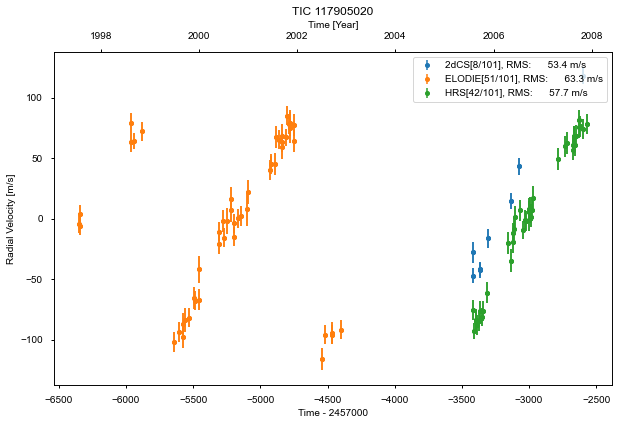 TIC 117905020
Time [Year]
1998 2000 2002 2004 2006 2008
2dCS[8/101], RMS: 53.4 m/s
ELODIE[51/101], RMS: 63.3 m/s
HRS[42/101], RMS: 57.7 m/s
Radial Velocity [m/s]
100
50
0
−50
−100
−6500 −6000 −5500 −5000 −4500 −4000 −3500 −3000 −2500
Time - 2457000